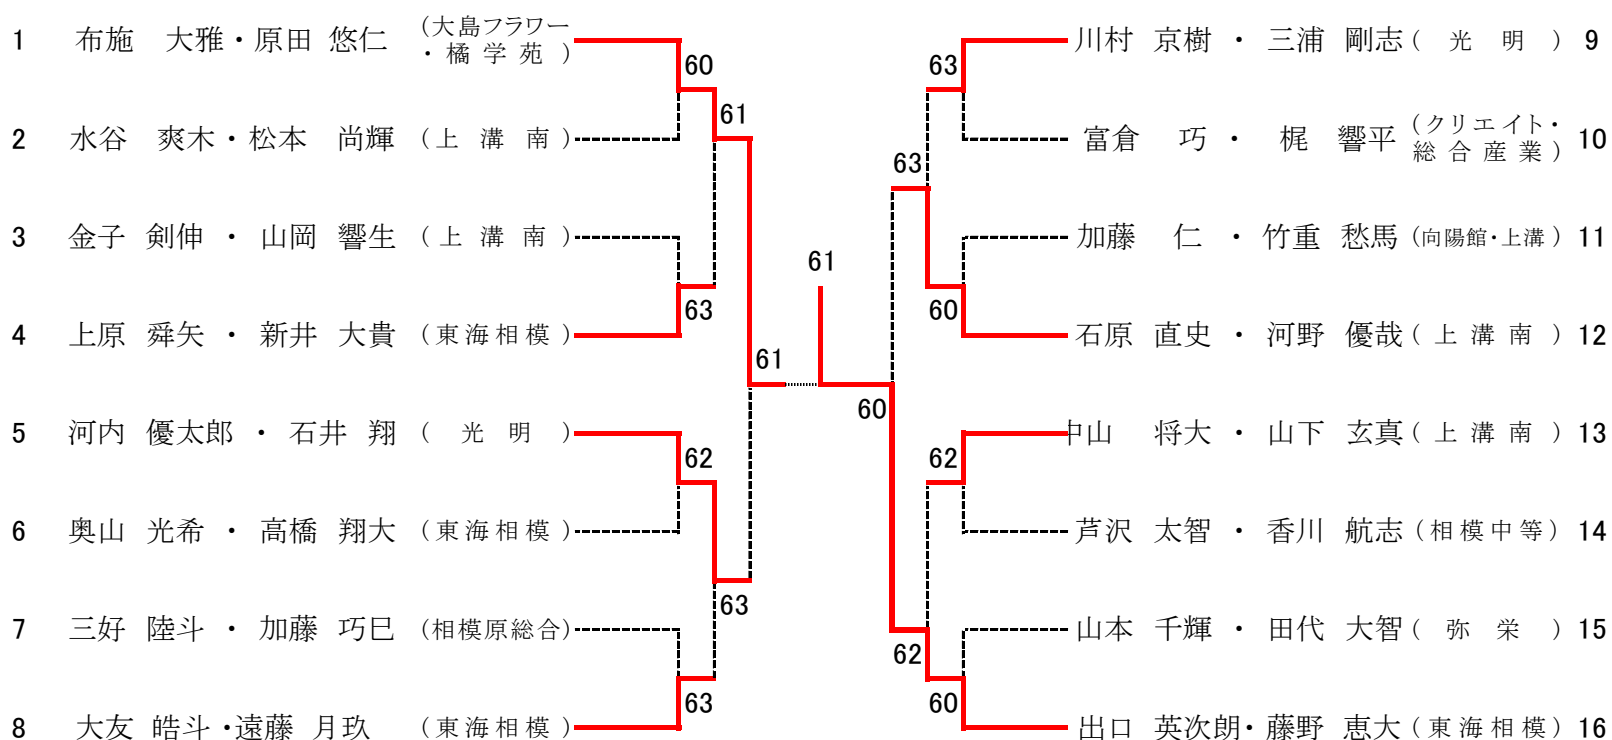 1 布施 大雅・原田 悠仁 (大島フラワー
・橘学苑)
60
61
2 水谷 爽木・松本 尚輝 (上溝南)
3 金子 剣伸 ・ 山岡 響生 (上溝南)
63
4 上原 舜矢 ・ 新井 大貴 (東海相模)
61
5 河内 優太郎 ・ 石井 翔 (光明)
62
6 奥山 光希 ・ 高橋 翔大 (東海相模)
63
7 三好 陸斗 ・ 加藤 巧巳 (相模原総合)
63
8 大友 皓斗・遠藤 月玖 (東海相模)
61
川村 京樹 ・ 三浦 剛志 (光明) 9
63
富倉 巧 ・ 梶 響平 (クリエイト・
総合産業) 10
63
加藤 仁 ・ 竹重 愁馬 (向陽館・上溝) 11
60
石原 直史 ・ 河野 優哉 (上溝南) 12
60
中山 将大 ・ 山下 玄真 (上溝南) 13
62
芦沢 太智 ・ 香川 航志 (相模中等) 14
山本 千輝 ・ 田代 大智 (弥栄) 15
62
60
出口 英次朗・藤野 恵大 (東海相模) 16